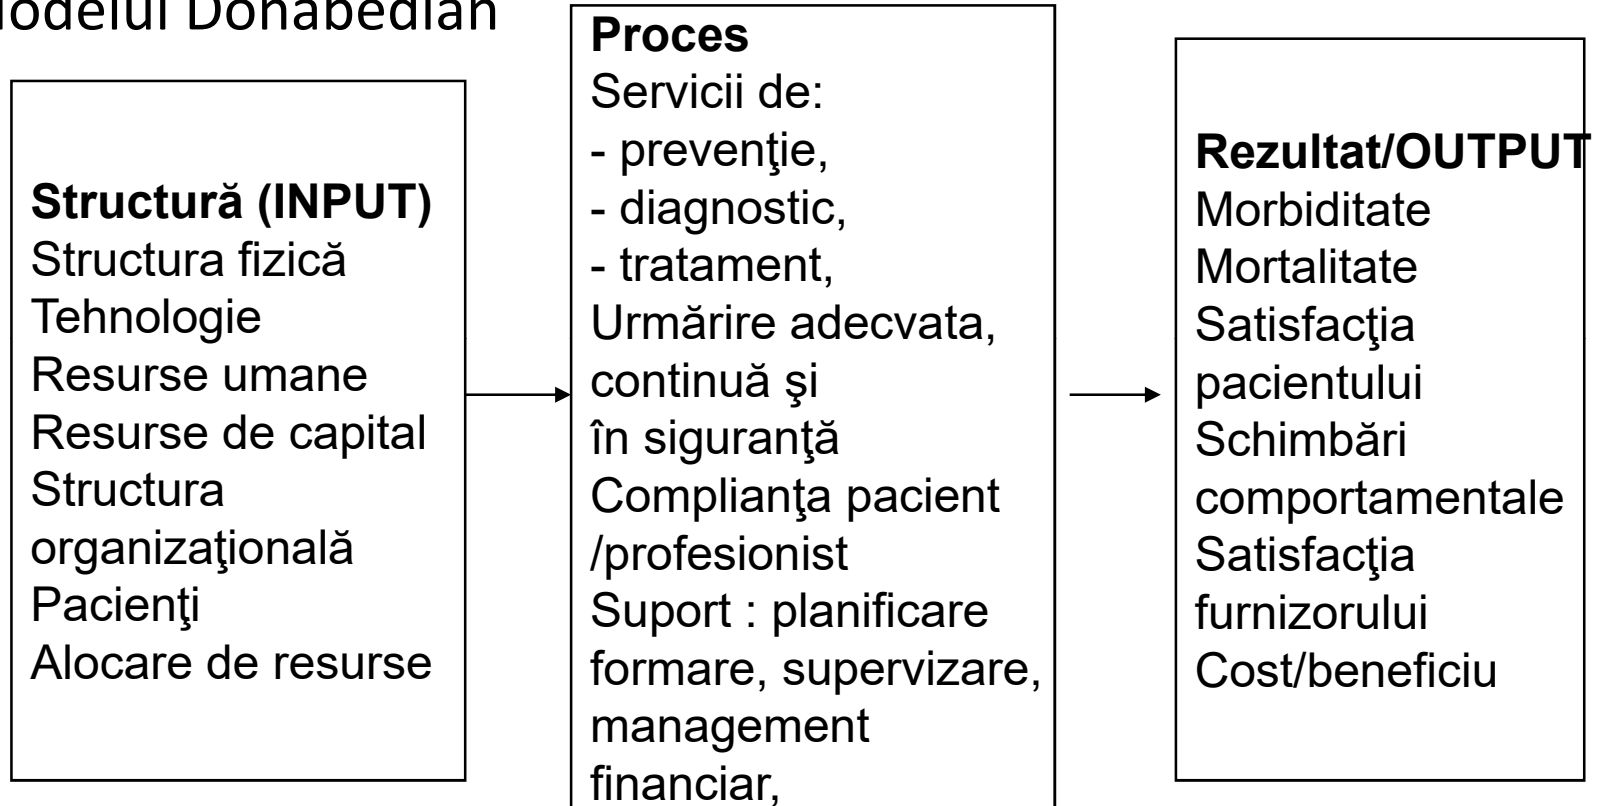 Modelul Donabedian
Structură (INPUT)
Structura fizică
Tehnologie
Resurse umane
Resurse de capital
Structura
organizaţională
Pacienţi
Alocare de resurse
Proces
Servicii de:
- prevenţie,
- diagnostic,
- tratament,
Urmărire adecvata,
continuă şi
în siguranţă
Complianţa pacient
/profesionist
Suport : planificare
formare, supervizare,
management
financiar,
Rezultat/OUTPUT
Morbiditate
Mortalitate
Satisfacţia
pacientului
Schimbări
comportamentale
Satisfacţia
furnizorului
Cost/beneficiu